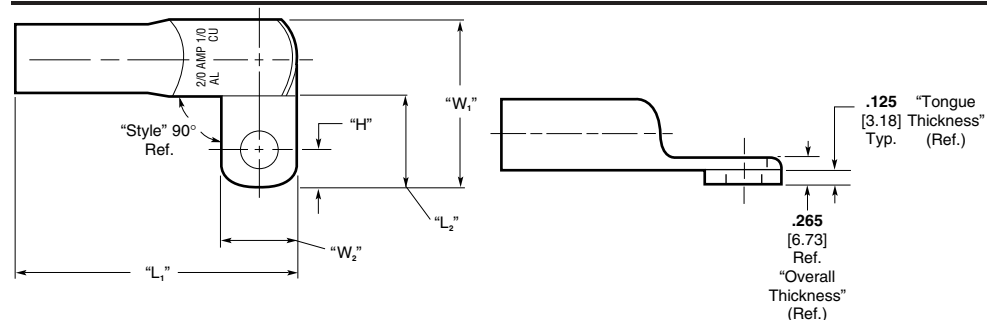 2/0 AMP 1/0
AL CU
"Style" 90°
Ref.
"H"
"W₁"
"L₂"
"W₂"
"L₁"
.125 "Tongue
[3.18] Thickness"
Typ. (Ref.)
.265
[6.73]
Ref.
"Overall
Thickness"
(Ref.)